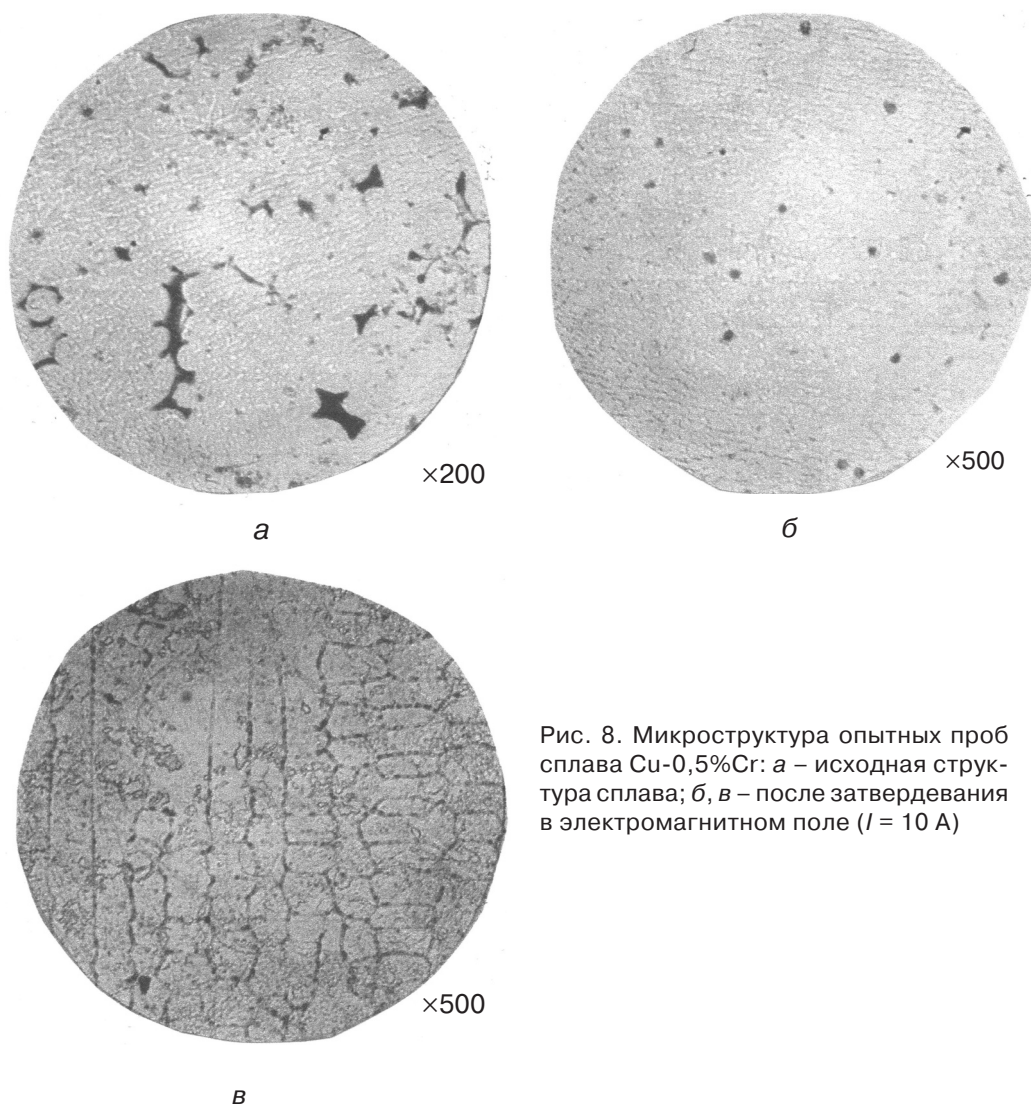 ×200
×500
а
б
×500
Рис. 8. Микроструктура опытных проб
сплава Cu-0,5%Cr: а – исходная струк-
тура сплава; б, в – после затвердевания
в электромагнитном поле (I = 10 А)
в